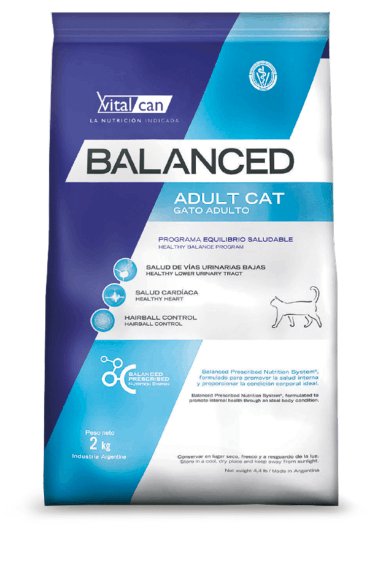 Vital can
LA NUTRICIÓN INDICADA
BALANCED
ADULT CAT
GATO ADULTO
PROGRAMA EQUILIBRIO SALUDABLE
HEALTHY BALANCE PROGRAM
SALUD DE VÍAS URINARIAS BAJAS
HEALTHY LOWER URINARY TRACT
SALUD CARDÍACA
HEALTHY HEART
HAIRBALL CONTROL
HAIRBALL CONTROL
BALANCED
PRESCRIBED
Nutrition System
Balanced Prescribed Nutrition System®,
formulado para promover la salud interna
y proporcionar la condición corporal ideal.
Balanced Prescribed Nutrition System®, formulated to
promote internal health through an ideal body condition.
Peso neto
2 kg
Industria Argentina
Conservar en lugar seco, fresco y a resguardo de la luz.
Store in a cool, dry place and keep away from sunlight.
Net weight 4,4 lb / Made in Argentina